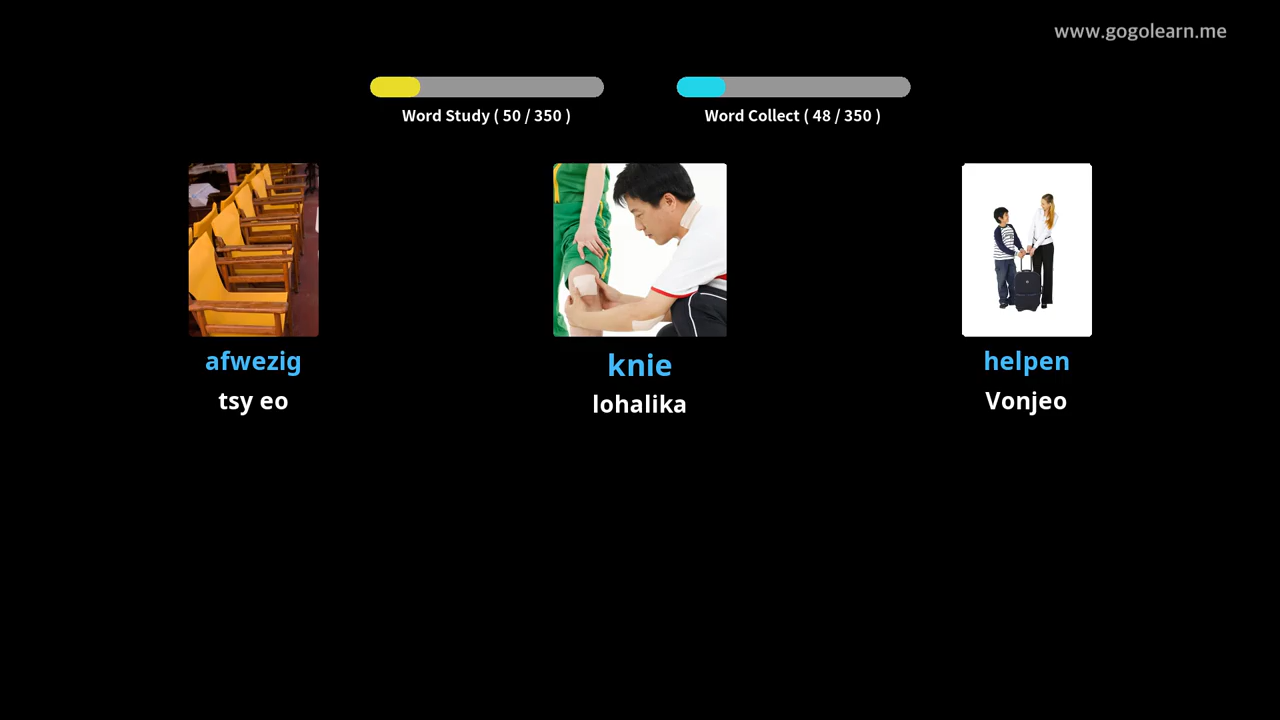 www.gogolearn.me
Word Study ( 50 / 350 )
Word Collect ( 48 / 350 )
afwezig
tsy eo
knie
lohalika
helpen
Vonjeo